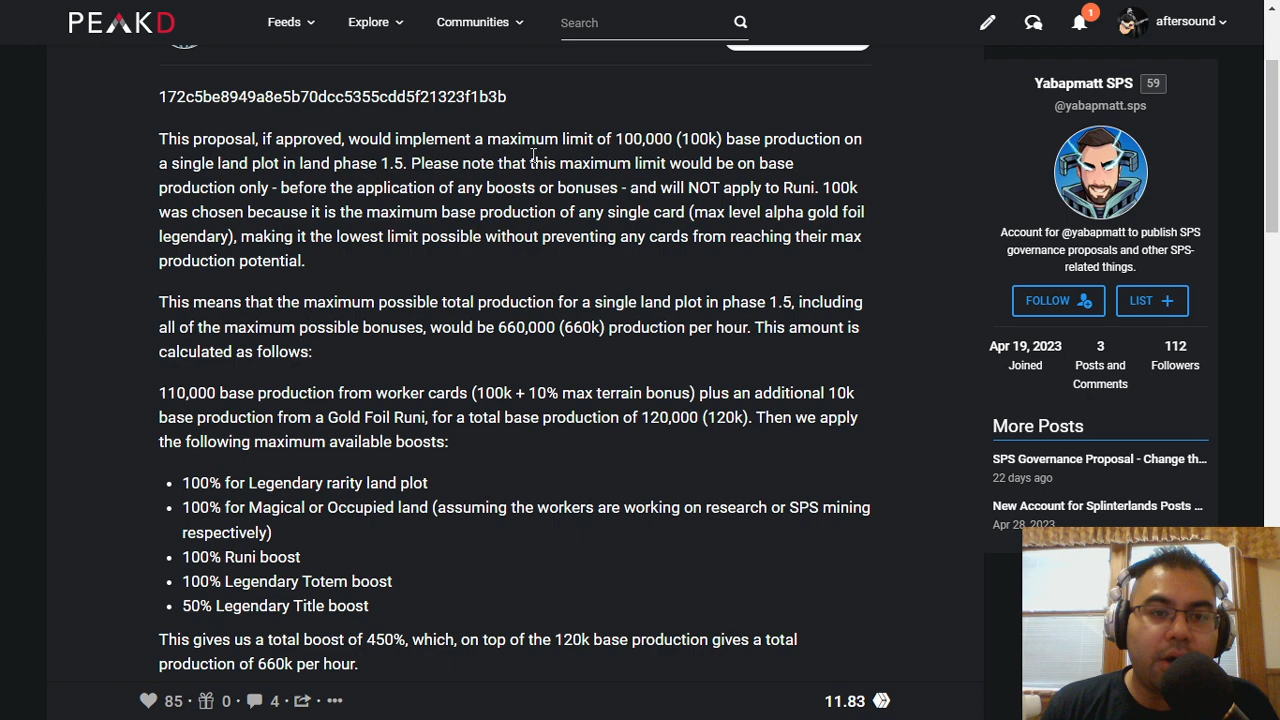 PEAKD
Feeds
Explore
Communities
Search
1
aftersound
172c5be8949a8e5b70dcc5355cdd5f21323f1b3b
This proposal, if approved, would implement a maximum limit of 100,000 (100k) base production on
a single land plot in land phase 1.5. Please note that this maximum limit would be on base
production only - before the application of any boosts or bonuses - and will NOT apply to Runi. 100k
was chosen because it is the maximum base production of any single card (max level alpha gold foil
legendary), making it the lowest limit possible without preventing any cards from reaching their max
production potential.
This means that the maximum possible total production for a single land plot in phase 1.5, including
all of the maximum possible bonuses, would be 660,000 (660k) production per hour. This amount is
calculated as follows:
110,000 base production from worker cards (100k + 10% max terrain bonus) plus an additional 10k
base production from a Gold Foil Runi, for a total base production of 120,000 (120k). Then we apply
the following maximum available boosts:
• 100% for Legendary rarity land plot
• 100% for Magical or Occupied land (assuming the workers are working on research or SPS mining
respectively)
• 100% Runi boost
• 100% Legendary Totem boost
• 50% Legendary Title boost
This gives us a total boost of 450%, which, on top of the 120k base production gives a total
production of 660k per hour.
85 · 0 · 4 ·
11.83
Yabapmatt SPS 59
@yabapmatt.sps
Account for @yabapmatt to publish SPS
governance proposals and other SPS-
related things.
FOLLOW
LIST
Apr 19, 2023
Joined
3
Posts and
Comments
112
Followers
More Posts
SPS Governance Proposal - Change th...
22 days ago
New Account for Splinterlands Posts ...
Apr 28, 2023